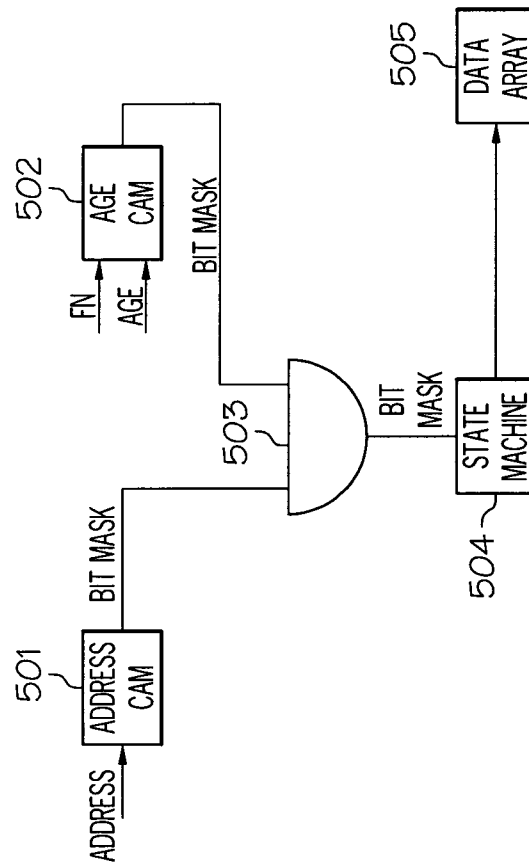 501
ADDRESS
ADDRESS
CAM
BIT MASK
502
FN
AGE
AGE
CAM
BIT MASK
503
BIT
MASK
504
STATE
MACHINE
505
DATA
ARRAY